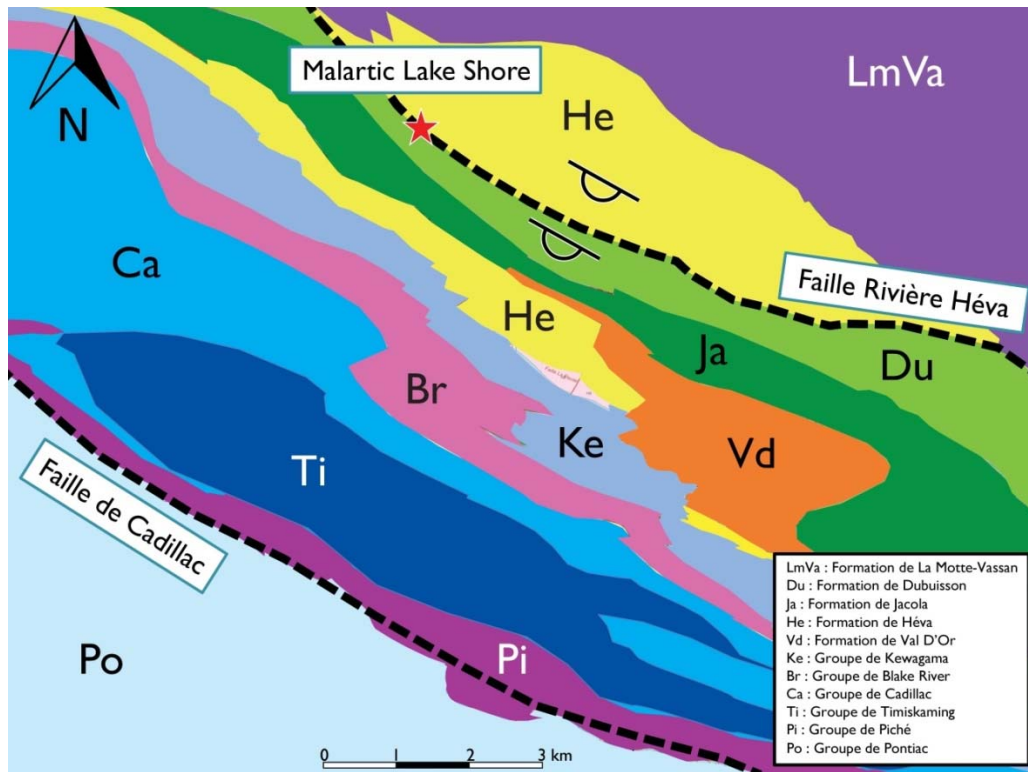 Malartic Lake Shore
LmVa
He
N
Ca
Faille Rivière Héva
He
Ja
Du
Br
Ke
Vd
Ti
Faille de Cadillac
Po
Pi
0 1 2 3 km
LmVa : Formation de La Motte-Vassan
Du : Formation de Dubuisson
Ja : Formation de Jacola
He : Formation de Héva
Vd : Formation de Val D'Or
Ke : Groupe de Kewagama
Br : Groupe de Blake River
Ca : Groupe de Cadillac
Ti : Groupe de Timiskaming
Pi : Groupe de Piché
Po : Groupe de Pontiac